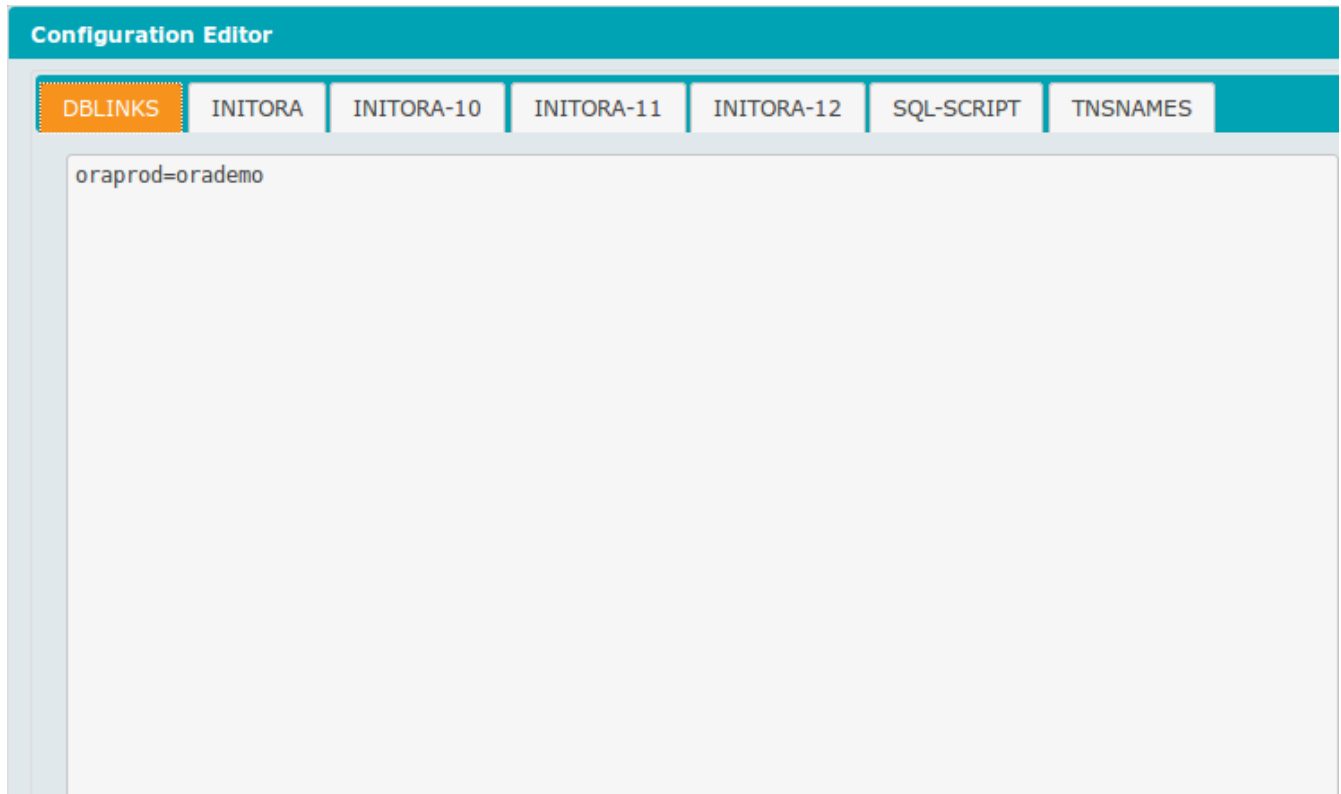 Configuration Editor
DBLINKS INITORA INITORA-10 INITORA-11 INITORA-12 SQL-SCRIPT TNSNAMES
oraprod=orademo